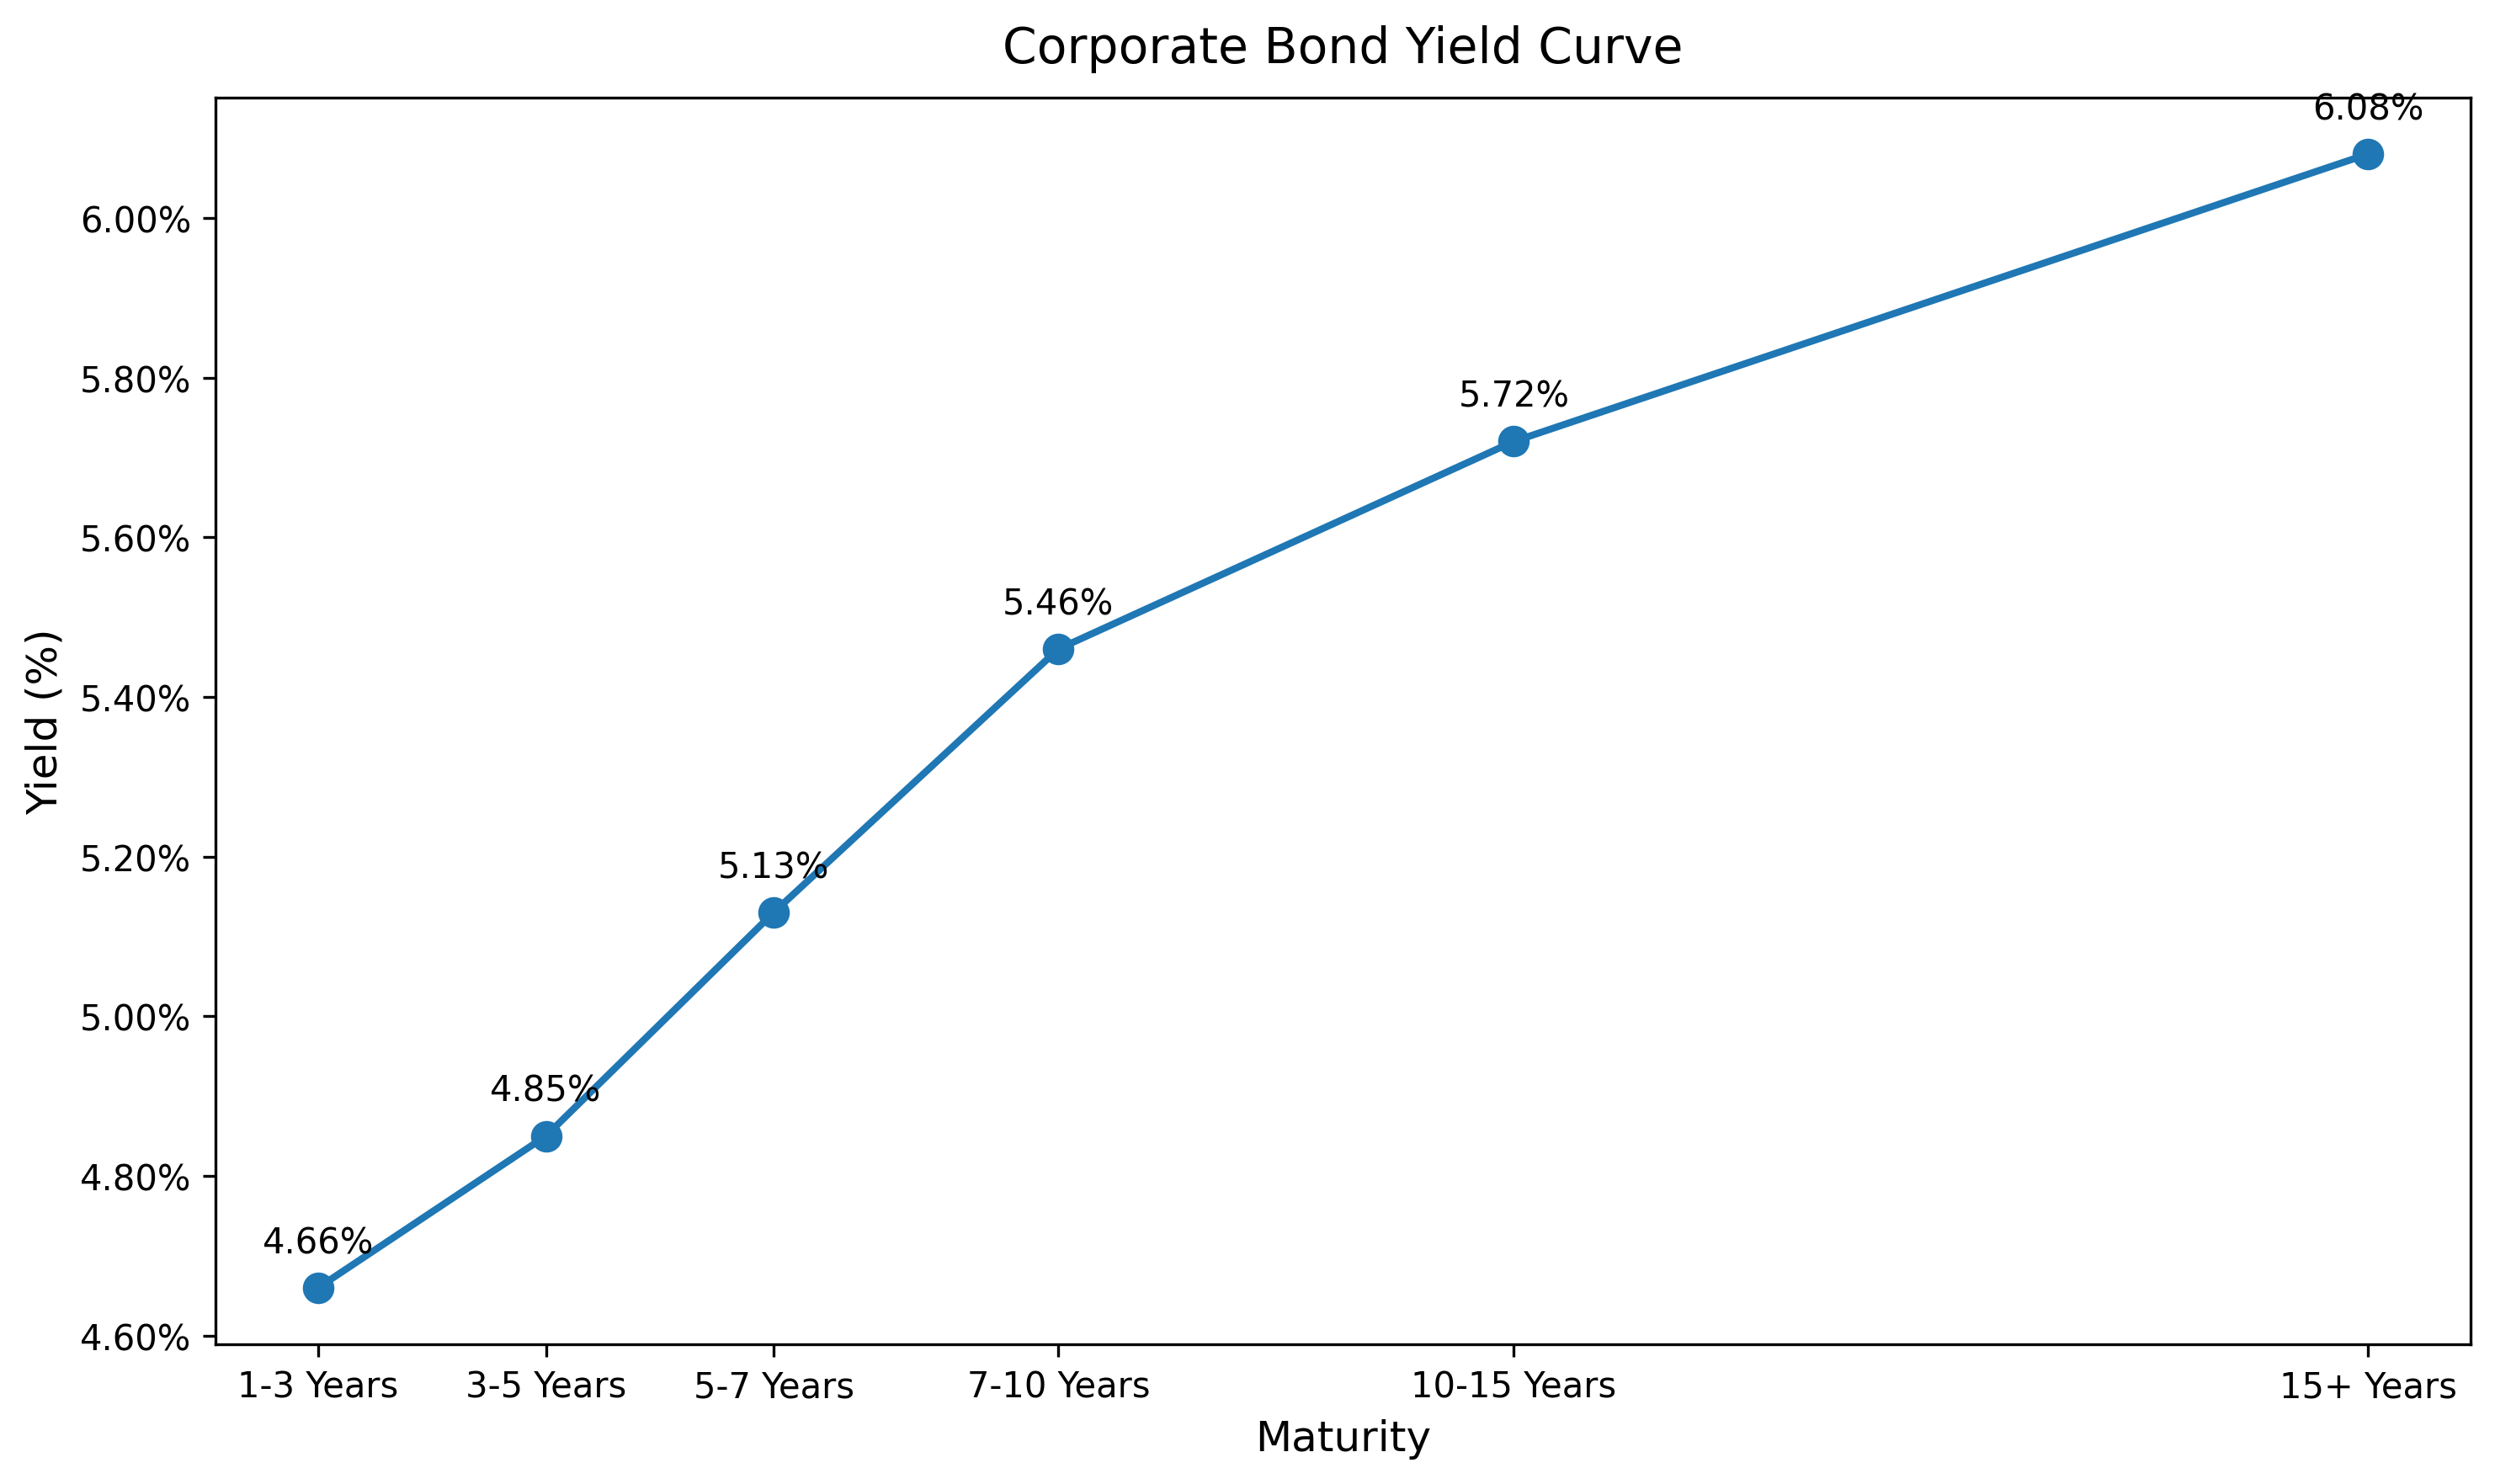 Corporate Bond Yield Curve
Yield (%)
6.00%
5.80%
5.60%
5.40%
5.20%
5.00%
4.80%
4.60%
4.66%
4.85%
5.13%
5.46%
5.72%
6.08%
1-3 Years
3-5 Years
5-7 Years
7-10 Years
10-15 Years
15+ Years
Maturity